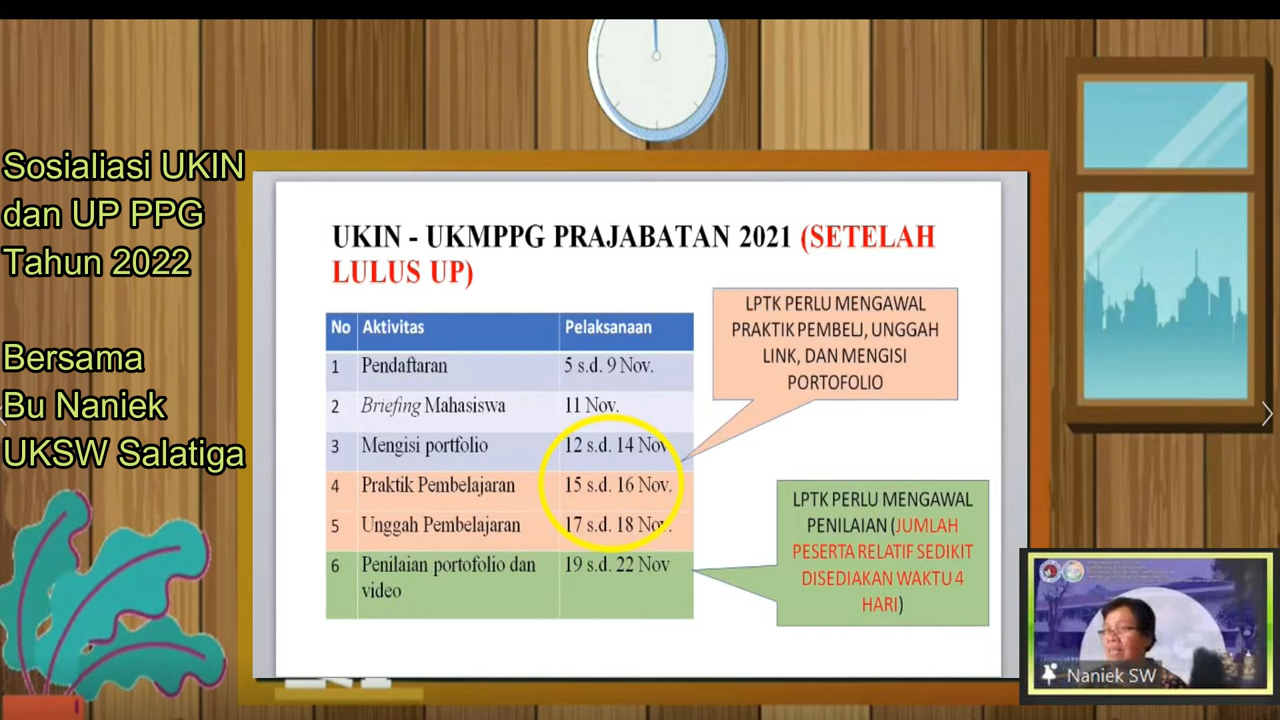 Sosialiasi UKIN
dan UP PPG
Tahun 2022
Bersama
Bu Naniek
UKSW Salatiga
UKIN - UKMPPG PRAJABATAN 2021 (SETELAH
LULUS UP)
No Aktivitas Pelaksanaan
1 Pendaftaran 5 s.d. 9 Nov.
2 Briefing Mahasiswa 11 Nov.
3 Mengisi portfolio 12 s.d. 14 Nov.
4 Praktik Pembelajaran 15 s.d. 16 Nov.
5 Unggah Pembelajaran 17 s.d. 18 Nov.
6 Penilaian portofolio dan 19 s.d. 22 Nov
video
LPTK PERLU MENGAWAL
PRAKTIK PEMBELJ, UNGGAH
LINK, DAN MENGISI
PORTOFOLIO
LPTK PERLU MENGAWAL
PENILAIAN (JUMLAH
PESERTA RELATIF SEDIKIT
DISEDIAKAN WAKTU 4
HARI)
Naniek SW